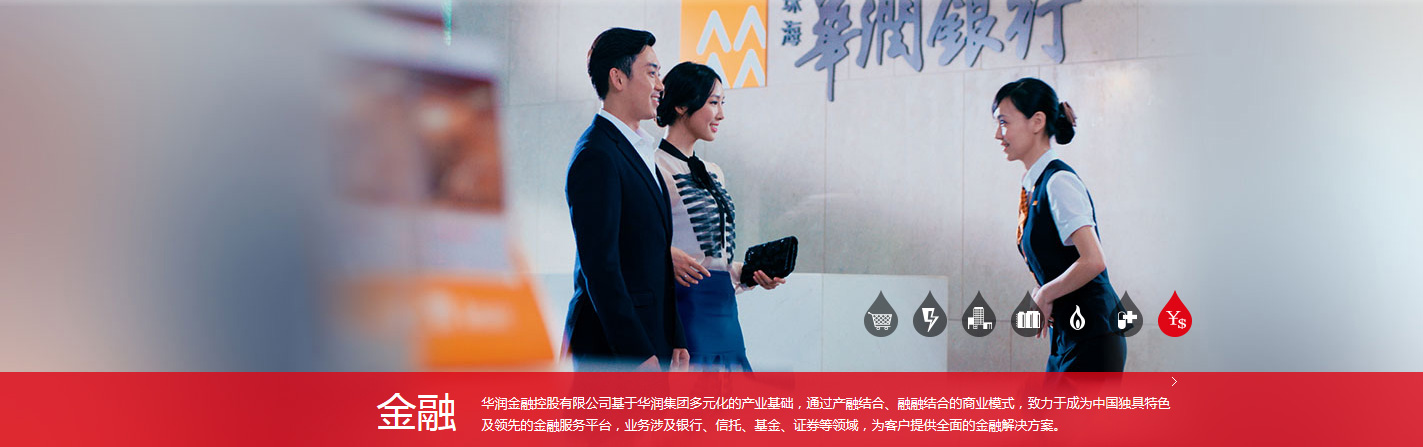 珠海
華潤銀行
¥$
金融
华润金融控股有限公司基于华润集团多元化的产业基础，通过产融结合、融融结合的商业模式，致力于成为中国独具特色
及领先的金融服务平台，业务涉及银行、信托、基金、证券等领域，为客户提供全面的金融解决方案。